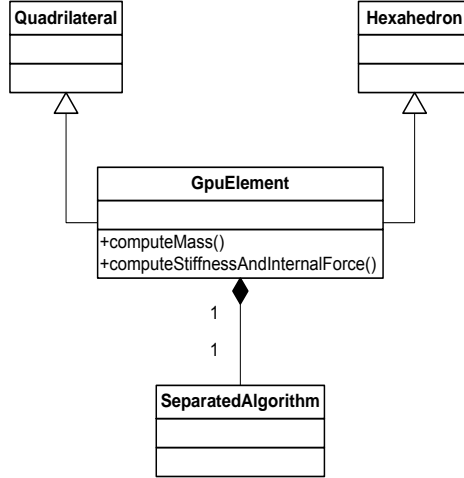 Quadrilateral
Hexahedron
GpuElement
+computeMass()
+computeStiffnessAndInternalForce()
1
1
SeparatedAlgorithm